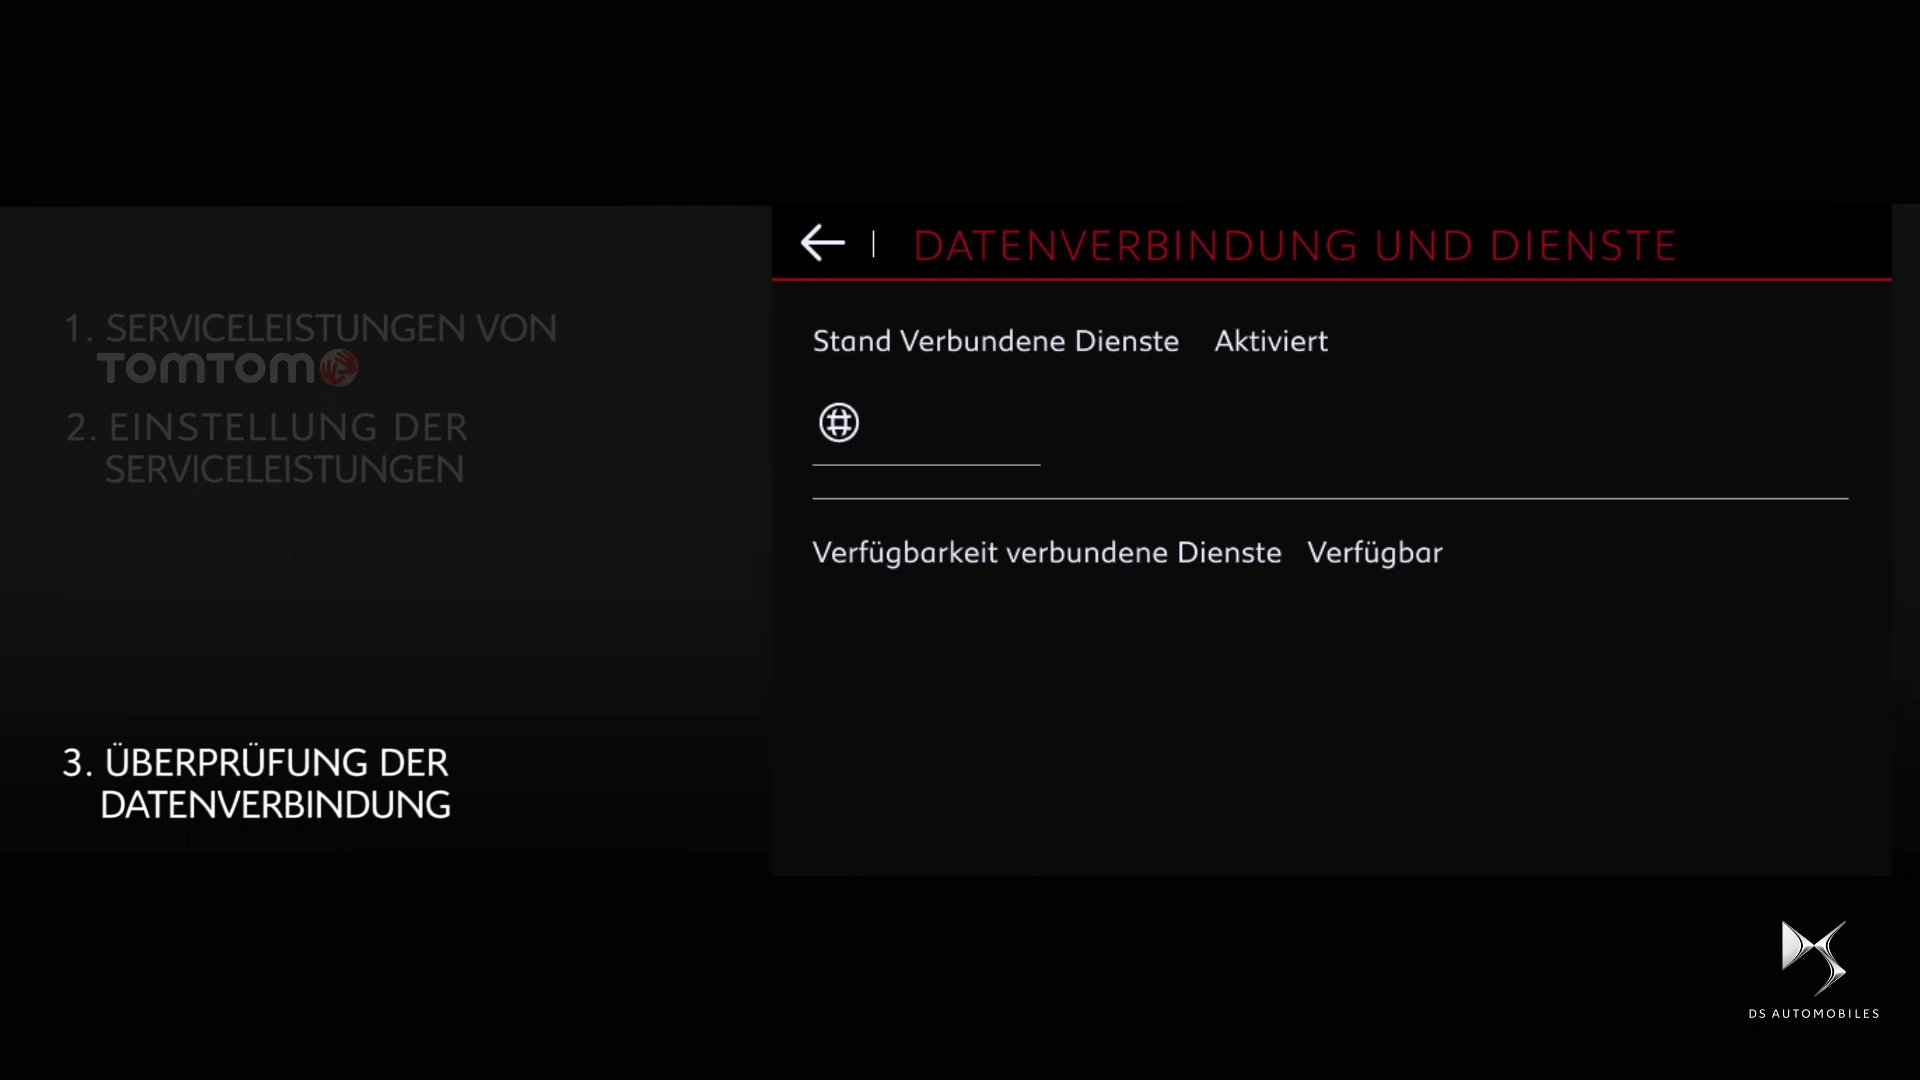 1. SERVICELEISTUNGEN VON
TOMTOM
2. EINSTELLUNG DER
SERVICELEISTUNGEN
3. ÜBERPRÜFUNG DER
DATENVERBINDUNG
DATENVERBINDUNG UND DIENSTE
Stand Verbundene Dienste Aktiviert
Verfügbarkeit verbundene Dienste Verfügbar
DS AUTOMOBILES